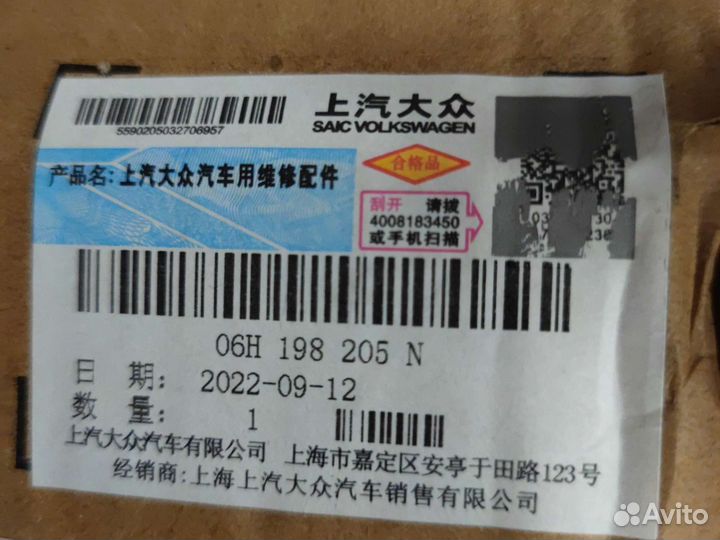 5590205032706957
上汽大众
SAIC VOLKSWAGEN
合格品
产品名: 上汽大众汽车用维修配件
刮开 请拨
4008183450
或手机扫描
06H 198 205 N
日 期: 2022-09-12
数 量: 1
上汽大众汽车有限公司 上海市嘉定区安亭于田路123号
经销商:上海上汽大众汽车销售有限公司
Avito